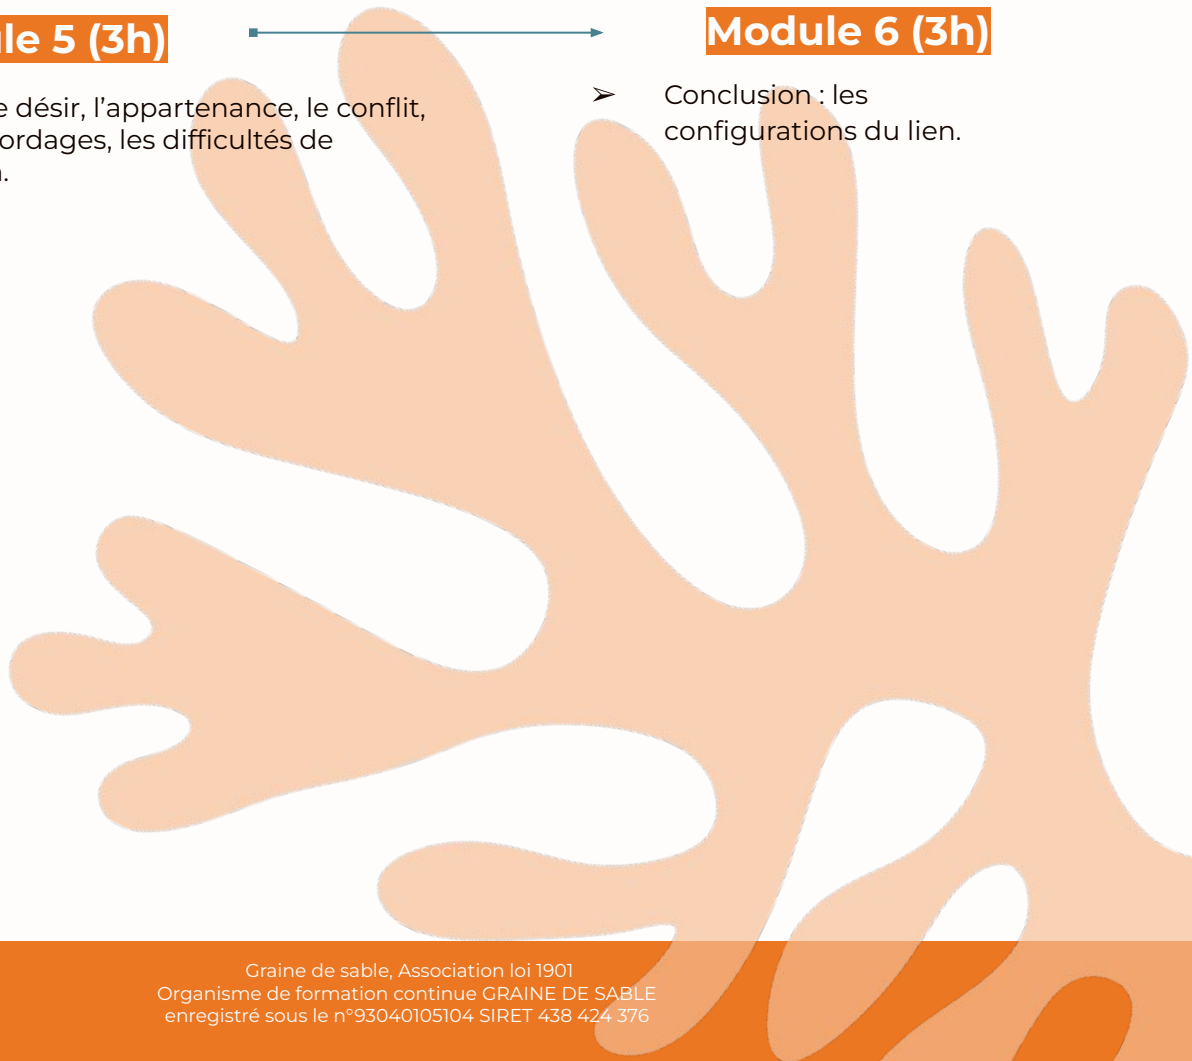 le 5 (3h)
e désir, l'appartenance, le conflit,
ordages, les difficultés de
.
Module 6 (3h)
➢ Conclusion : les
configurations du lien.
Graine de sable, Association loi 1901
Organisme de formation continue GRAINE DE SABLE
enregistré sous le n°93040105104 SIRET 438 424 376